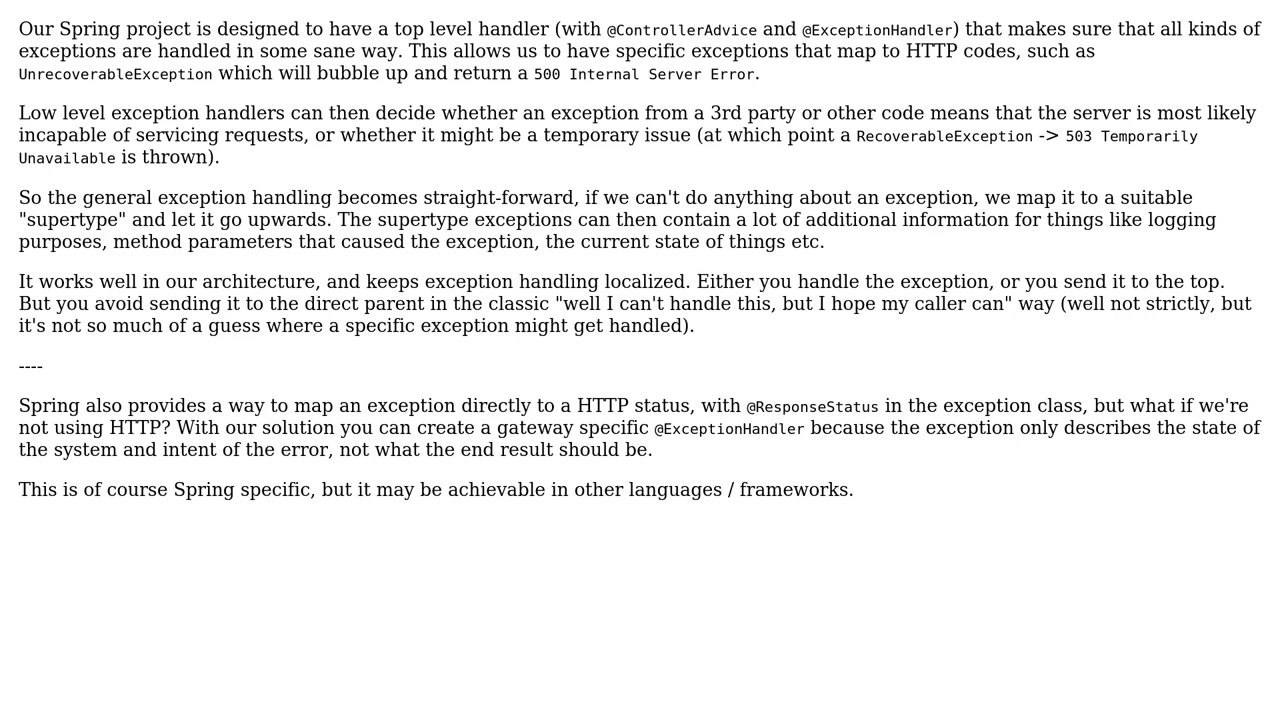 Our Spring project is designed to have a top level handler (with @ControllerAdvice and @ExceptionHandler) that makes sure that all kinds of
exceptions are handled in some sane way. This allows us to have specific exceptions that map to HTTP codes, such as
UnrecoverableException which will bubble up and return a 500 Internal Server Error.
Low level exception handlers can then decide whether an exception from a 3rd party or other code means that the server is most likely
incapable of servicing requests, or whether it might be a temporary issue (at which point a RecoverableException -> 503 Temporarily
Unavailable is thrown).
So the general exception handling becomes straight-forward, if we can't do anything about an exception, we map it to a suitable
"supertype" and let it go upwards. The supertype exceptions can then contain a lot of additional information for things like logging
purposes, method parameters that caused the exception, the current state of things etc.
It works well in our architecture, and keeps exception handling localized. Either you handle the exception, or you send it to the top.
But you avoid sending it to the direct parent in the classic "well I can't handle this, but I hope my caller can" way (well not strictly, but
it's not so much of a guess where a specific exception might get handled).
----
Spring also provides a way to map an exception directly to a HTTP status, with @ResponseStatus in the exception class, but what if we're
not using HTTP? With our solution you can create a gateway specific @ExceptionHandler because the exception only describes the state of
the system and intent of the error, not what the end result should be.
This is of course Spring specific, but it may be achievable in other languages / frameworks.